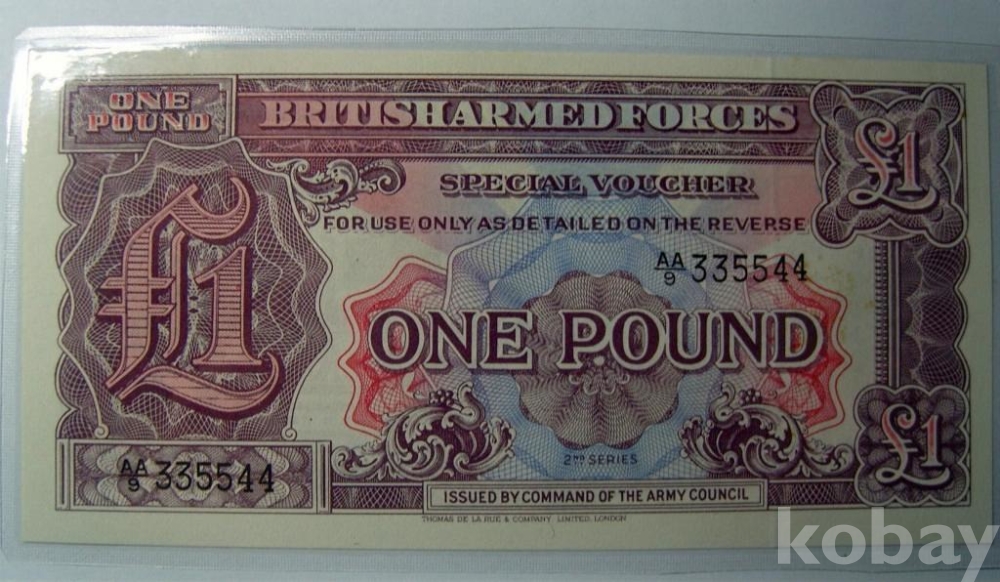 ONE
POUND
BRITISH ARMED FORCES
£1
SPECIAL VOUCHER
FOR USE ONLY AS DETAILED ON THE REVERSE
AA/9 335544
£1
ONE POUND
2ND SERIES
£1
AA/9 335544
ISSUED BY COMMAND OF THE ARMY COUNCIL
THOMAS DE LA RUE & COMPANY, LIMITED, LONDON
kobay